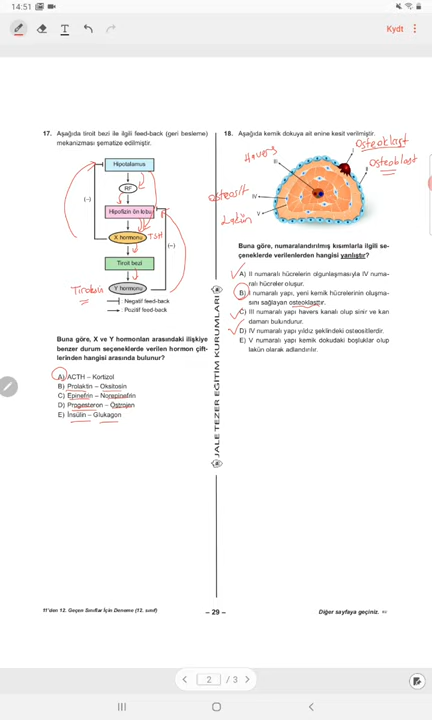 14:51
Kydt
17. Aşağıda tiroit bezi ile ilgili feed-back (geri besleme)
mekanizması şematize edilmiştir.
Hipotalamus
RF
Hipofizin ön lobu
(–)
X hormonu
TSH
(–)
Tiroit bezi
Tiroksin
Y hormonu
: Negatif feed-back
: Pozitif feed-back
Buna göre, X ve Y hormonları arasındaki ilişkiye
benzer durum seçeneklerde verilen hormon çift-
lerinden hangisi arasında bulunur?
A) ACTH – Kortizol
B) Prolaktin – Oksitosin
C) Epinefrin – Norepinefrin
D) Progesteron – Östrojen
E) İnsülin – Glukagon
JALE TEZER EĞİTİM KURUMLARI
18. Aşağıda kemik dokuya ait enine kesit verilmiştir.
Osteoklast
Havers
I
III
Osteoblast
II
Osteosit
IV
Lakün
V
Buna göre, numaralandırılmış kısımlarla ilgili se-
çeneklerde verilenlerden hangisi yanlıştır?
A) II numaralı hücrelerin olgunlaşmasıyla IV numa-
ralı hücreler oluşur.
B) I numaralı yapı, yeni kemik hücrelerinin oluşma-
sını sağlayan osteoklasttır.
C) III numaralı yapı havers kanalı olup sinir ve kan
damarı bulundurur.
D) IV numaralı yapı yıldız şeklindeki osteositlerdir.
E) V numaralı yapı kemik dokudaki boşluklar olup
lakün olarak adlandırılır.
11'den 12. Geçen Sınıflar İçin Deneme (12. sınıf)
– 29 –
Diğer sayfaya geçiniz.
2 / 3